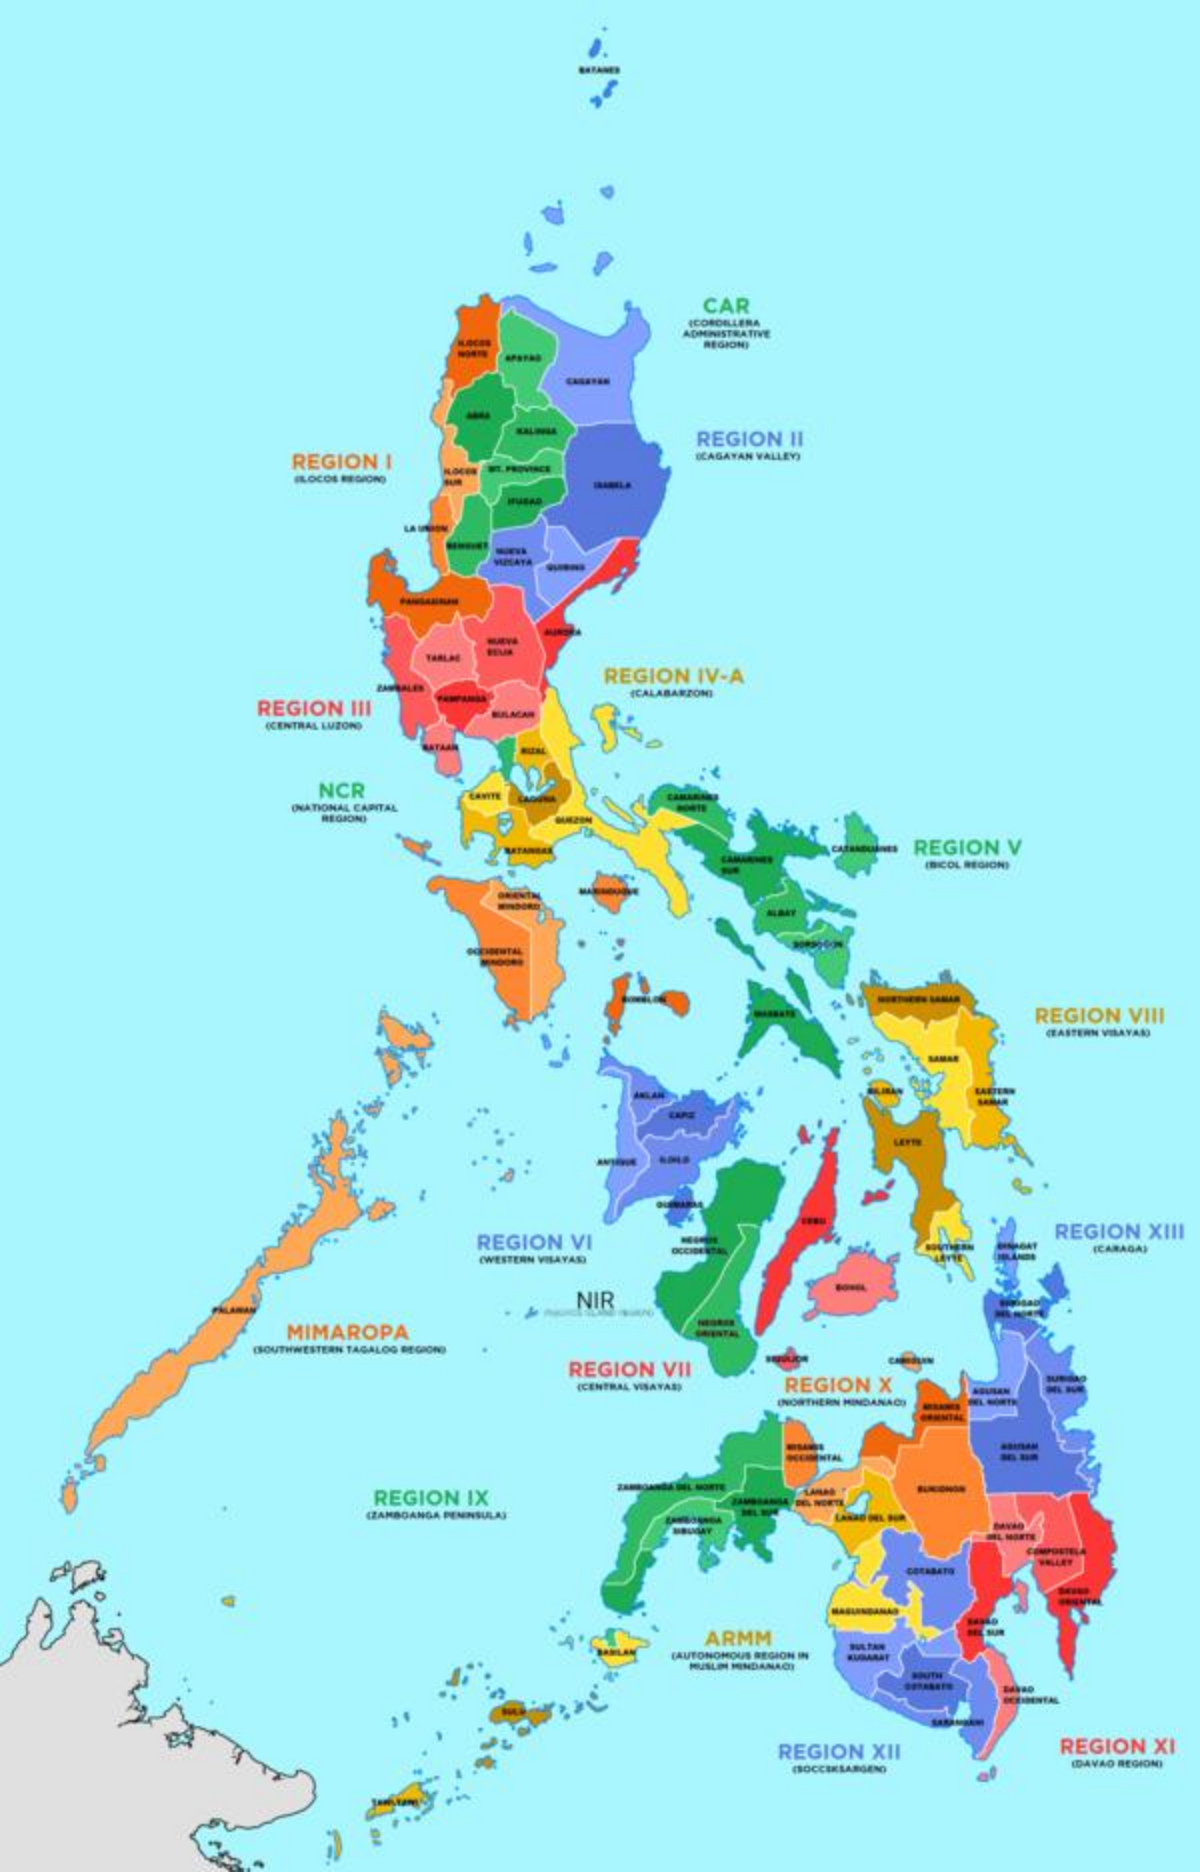 BATANES
CAR
(CORDILLERA
ADMINISTRATIVE
REGION)
ILOCOS
NORTE
APAYAO
CAGAYAN
ABRA
KALINGA
REGION II
(CAGAYAN VALLEY)
REGION I
(ILOCOS REGION)
ILOCOS
SUR
MT. PROVINCE
ISABELA
IFUGAO
LA UNION
BENGUET
NUEVA
VIZCAYA
QUIRINO
PANGASINAN
AURORA
NUEVA
ECIJA
TARLAC
REGION IV-A
(CALABARZON)
ZAMBALES
PAMPANGA
REGION III
(CENTRAL LUZON)
BULACAN
BATAAN
RIZAL
NCR
(NATIONAL CAPITAL
REGION)
CAVITE
LAGUNA
QUEZON
CAMARINES
NORTE
BATANGAS
CATANDUANES
REGION V
(BICOL REGION)
CAMARINES
SUR
MARINDUQUE
ORIENTAL
MINDORO
ALBAY
OCCIDENTAL
MINDORO
SORSOGON
ROMBLON
MASBATE
NORTHERN SAMAR
REGION VIII
(EASTERN VISAYAS)
SAMAR
EASTERN
SAMAR
BILIRAN
AKLAN
CAPIZ
LEYTE
ANTIQUE
ILOILO
GUIMARAS
CEBU
REGION VI
(WESTERN VISAYAS)
NEGROS
OCCIDENTAL
SOUTHERN
LEYTE
DINAGAT
ISLANDS
REGION XIII
(CARAGA)
BOHOL
NIR
(NEGROS ISLAND REGION)
SURIGAO
DEL NORTE
PALAWAN
MIMAROPA
(SOUTHWESTERN TAGALOG REGION)
NEGROS
ORIENTAL
REGION VII
(CENTRAL VISAYAS)
SIQUIJOR
CAMIGUIN
REGION X
(NORTHERN MINDANAO)
MISAMIS
ORIENTAL
AGUSAN
DEL NORTE
SURIGAO
DEL SUR
MISAMIS
OCCIDENTAL
AGUSAN
DEL SUR
REGION IX
(ZAMBOANGA PENINSULA)
ZAMBOANGA DEL NORTE
ZAMBOANGA
DEL SUR
ZAMBOANGA
SIBUGAY
LANAO
DEL NORTE
LANAO DEL SUR
BUKIDNON
DAVAO
DEL NORTE
COMPOSTELA
VALLEY
COTABATO
DAVAO
ORIENTAL
MAGUINDANAO
DAVAO
DEL SUR
BASILAN
ARMM
(AUTONOMOUS REGION IN
MUSLIM MINDANAO)
SULTAN
KUDARAT
SOUTH
COTABATO
DAVAO
OCCIDENTAL
SULU
SARANGANI
REGION XII
(SOCCSKSARGEN)
REGION XI
(DAVAO REGION)
TAWI-TAWI